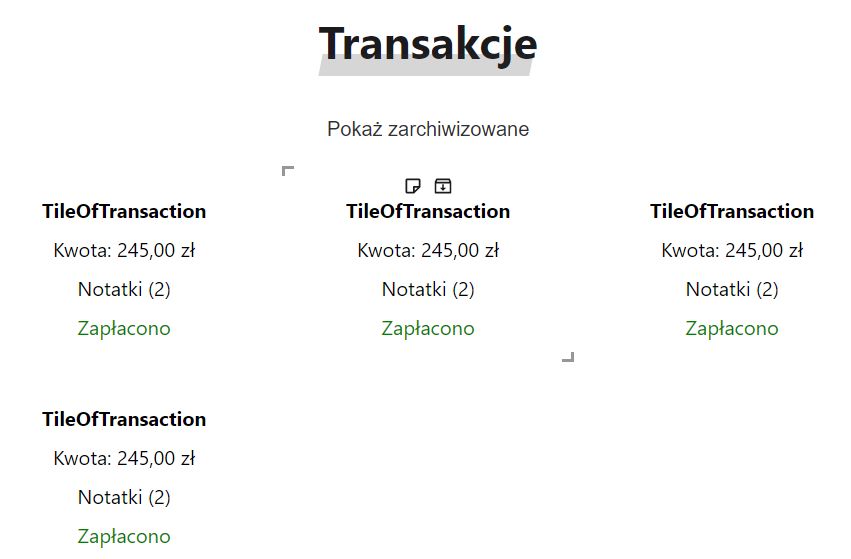 Transakcje
Pokaż zarchiwizowane
TileOfTransaction
Kwota: 245,00 zł
Notatki (2)
Zapłacono
TileOfTransaction
Kwota: 245,00 zł
Notatki (2)
Zapłacono
TileOfTransaction
Kwota: 245,00 zł
Notatki (2)
Zapłacono
TileOfTransaction
Kwota: 245,00 zł
Notatki (2)
Zapłacono